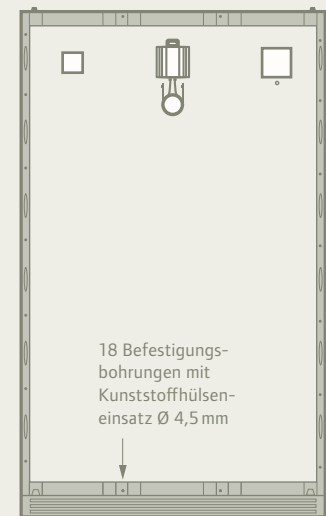 18 Befestigungs-
bohrungen mit
Kunststoffhülsen-
einsatz Ø 4,5 mm